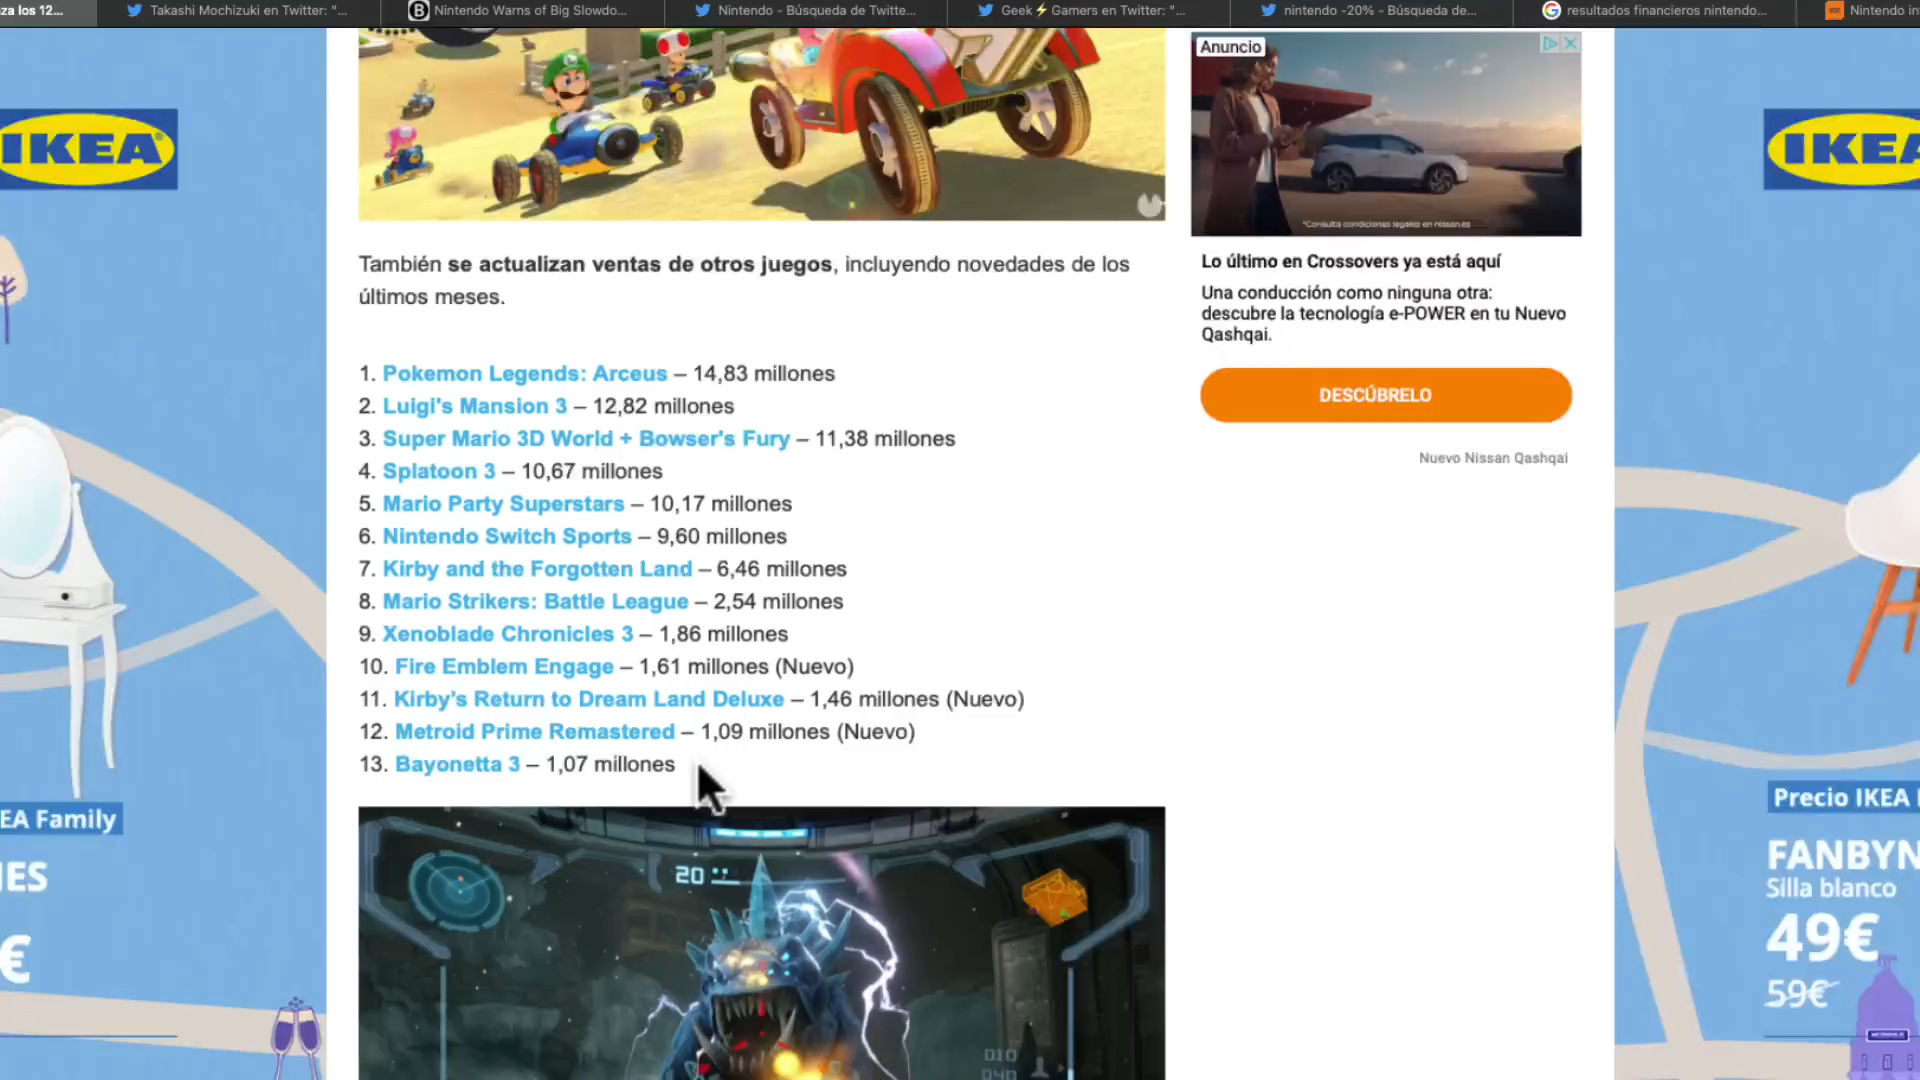 za los 12...
Takashi Mochizuki en Twitter: "...
Nintendo Warns of Big Slowdo...
Nintendo - Búsqueda de Twitte...
Geek⚡Gamers en Twitter: "...
nintendo -20% - Búsqueda de...
resultados financieros nintendo...
Nintendo in
IKEA
También se actualizan ventas de otros juegos, incluyendo novedades de los
últimos meses.
1. Pokemon Legends: Arceus – 14,83 millones
2. Luigi's Mansion 3 – 12,82 millones
3. Super Mario 3D World + Bowser's Fury – 11,38 millones
4. Splatoon 3 – 10,67 millones
5. Mario Party Superstars – 10,17 millones
6. Nintendo Switch Sports – 9,60 millones
7. Kirby and the Forgotten Land – 6,46 millones
8. Mario Strikers: Battle League – 2,54 millones
9. Xenoblade Chronicles 3 – 1,86 millones
10. Fire Emblem Engage – 1,61 millones (Nuevo)
11. Kirby’s Return to Dream Land Deluxe – 1,46 millones (Nuevo)
12. Metroid Prime Remastered – 1,09 millones (Nuevo)
13. Bayonetta 3 – 1,07 millones
20
010
040
Anuncio
*Consulta condiciones legales en nissan.es
Lo último en Crossovers ya está aquí
Una conducción como ninguna otra:
descubre la tecnología e-POWER en tu Nuevo
Qashqai.
DESCÚBRELO
Nuevo Nissan Qashqai
EA Family
IES
€
IKEA
Precio IKEA
FANBYN
Silla blanco
49€
59€